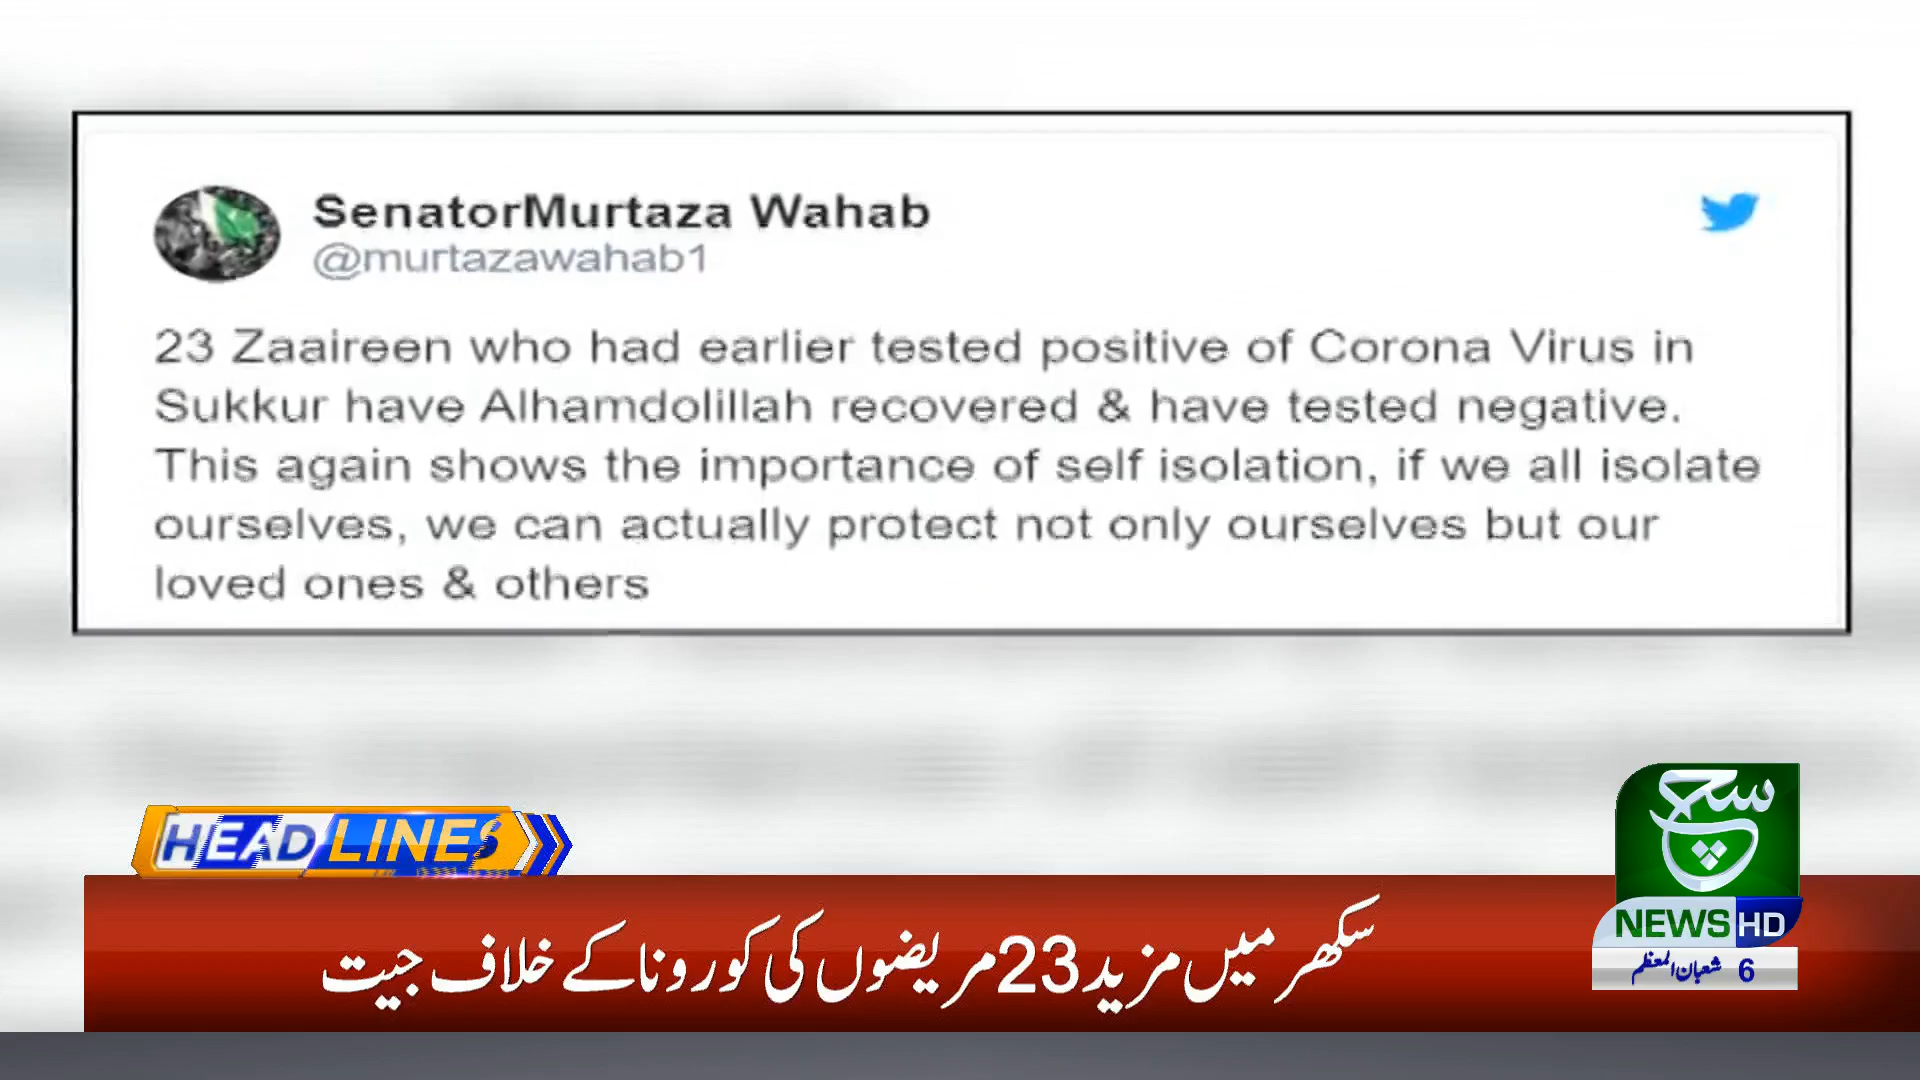 SenatorMurtaza Wahab
@murtazawahab1
23 Zaaireen who had earlier tested positive of Corona Virus in
Sukkur have Alhamdolillah recovered & have tested negative.
This again shows the importance of self isolation, if we all isolate
ourselves, we can actually protect not only ourselves but our
loved ones & others
HEADLINES
سچ
NEWS HD
6 شعبان المعظم
سکھر میں مزید 23 مریضوں کی کورونا کے خلاف جیت